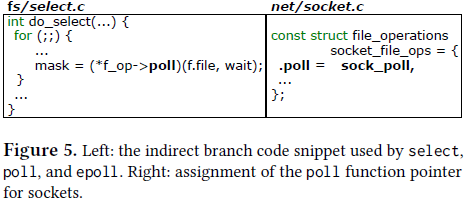 fs/select.c
int do_select(...) {
for (;;) {
...
mask = (*f_op->poll)(f.file, wait);
}
...
}
net/socket.c
const struct file_operations
socket_file_ops = {
.poll = sock_poll,
...
};
Figure 5. Left: the indirect branch code snippet used by select,
poll, and epoll. Right: assignment of the poll function pointer
for sockets.